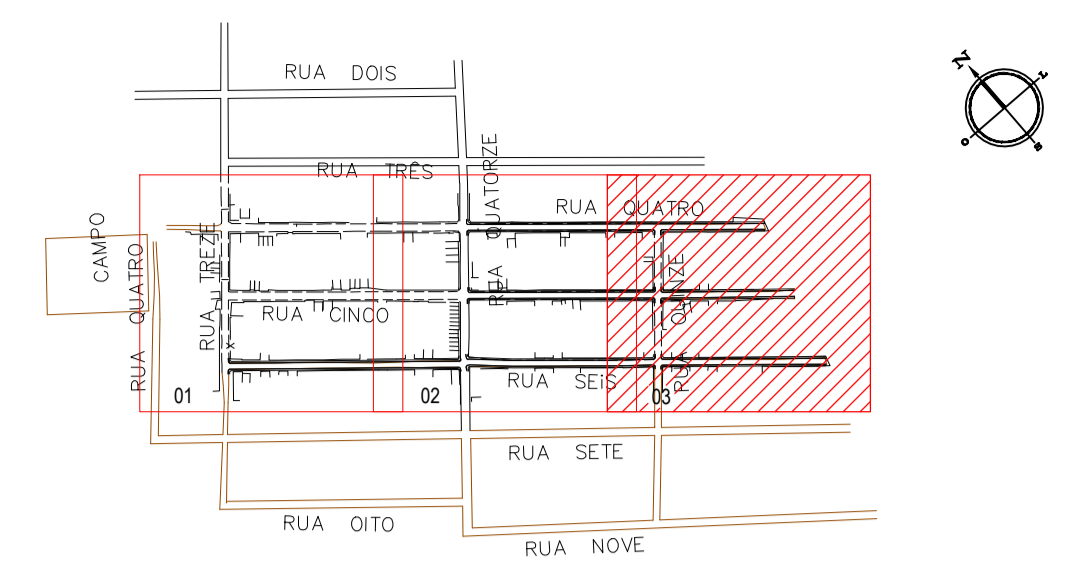 RUA DOIS
RUA TRÊS
RUA QUATORZE
RUA QUATRO
CAMPO
RUA QUATRO
RUA TREZE
RUA CINCO
RUA QUINZE
RUA SEiS
01
02
03
RUA SETE
RUA OITO
RUA NOVE
N
L
O
S
X